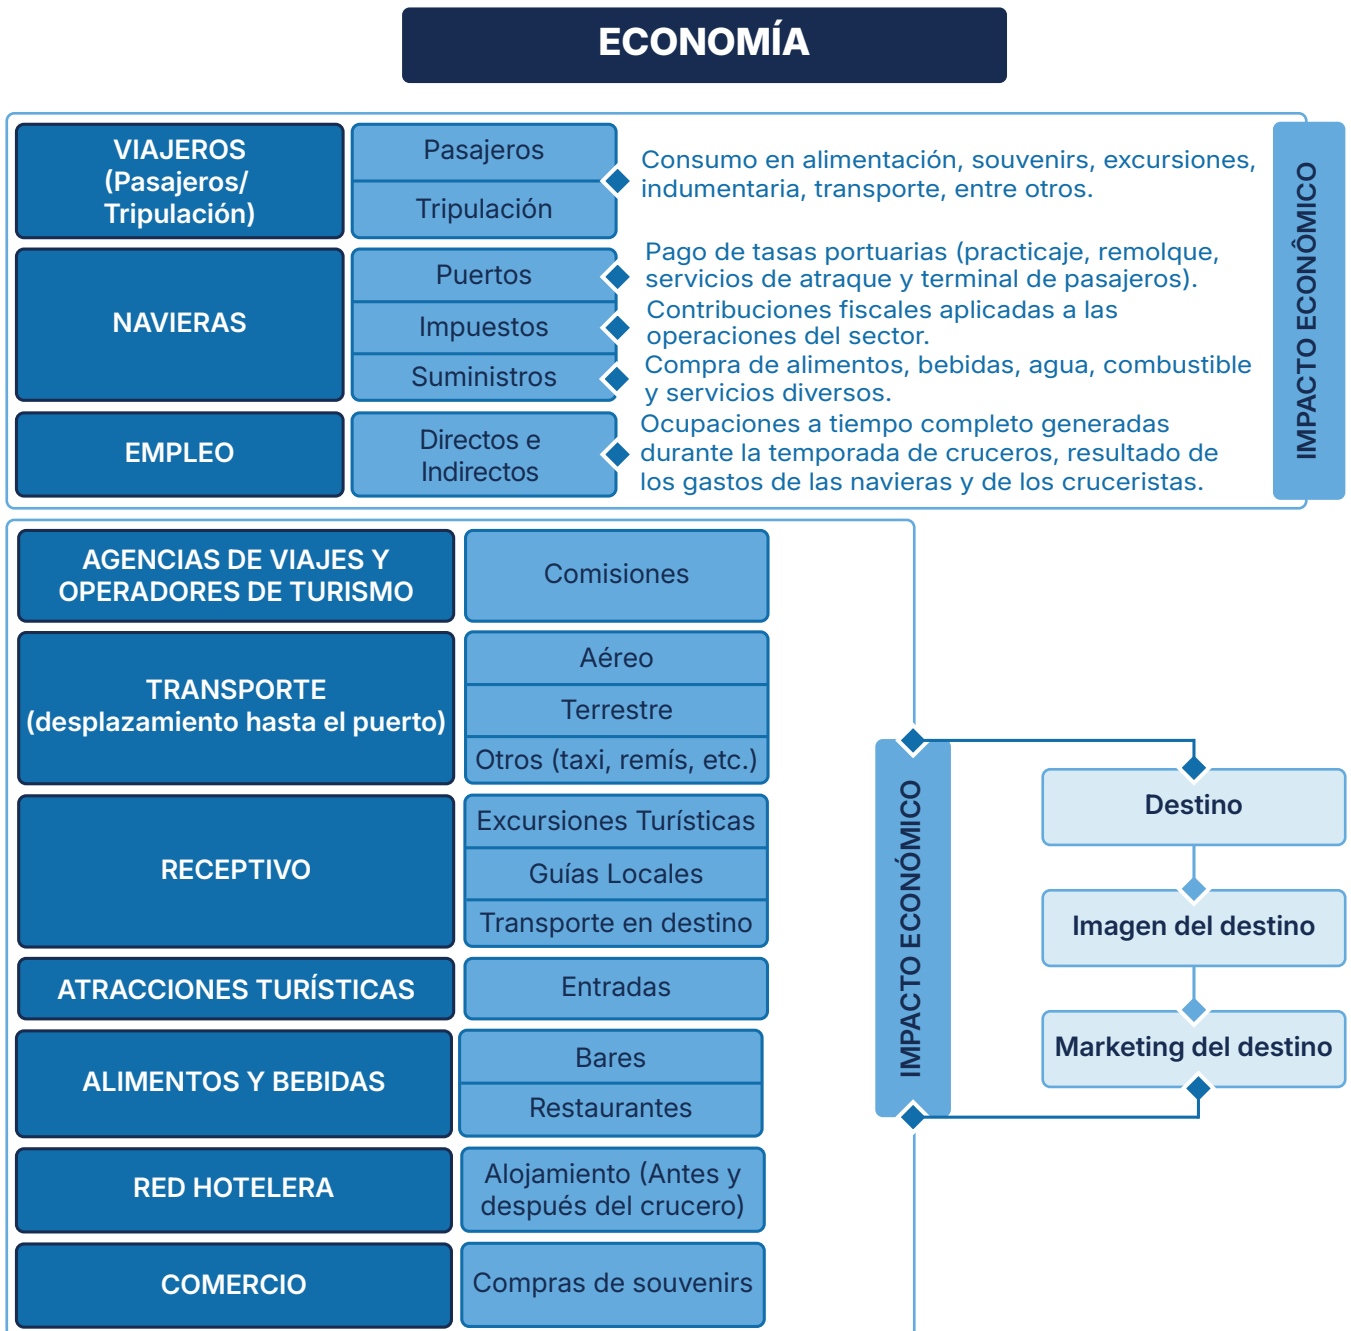 ECONOMÍA
VIAJEROS
(Pasajeros/
Tripulación)
Pasajeros
Tripulación
Consumo en alimentación, souvenirs, excursiones,
indumentaria, transporte, entre otros.
NAVIERAS
Puertos
Pago de tasas portuarias (practicaje, remolque,
servicios de atraque y terminal de pasajeros).
Impuestos
Contribuciones fiscales aplicadas a las
operaciones del sector.
Suministros
Compra de alimentos, bebidas, agua, combustible
y servicios diversos.
EMPLEO
Directos e
Indirectos
Ocupaciones a tiempo completo generadas
durante la temporada de cruceros, resultado de
los gastos de las navieras y de los cruceristas.
IMPACTO ECONÔMICO
AGENCIAS DE VIAJES Y
OPERADORES DE TURISMO
Comisiones
TRANSPORTE
(desplazamiento hasta el puerto)
Aéreo
Terrestre
Otros (taxi, remís, etc.)
RECEPTIVO
Excursiones Turísticas
Guías Locales
Transporte en destino
ATRACCIONES TURÍSTICAS
Entradas
ALIMENTOS Y BEBIDAS
Bares
Restaurantes
RED HOTELERA
Alojamiento (Antes y
después del crucero)
COMERCIO
Compras de souvenirs
IMPACTO ECONÓMICO
Destino
Imagen del destino
Marketing del destino